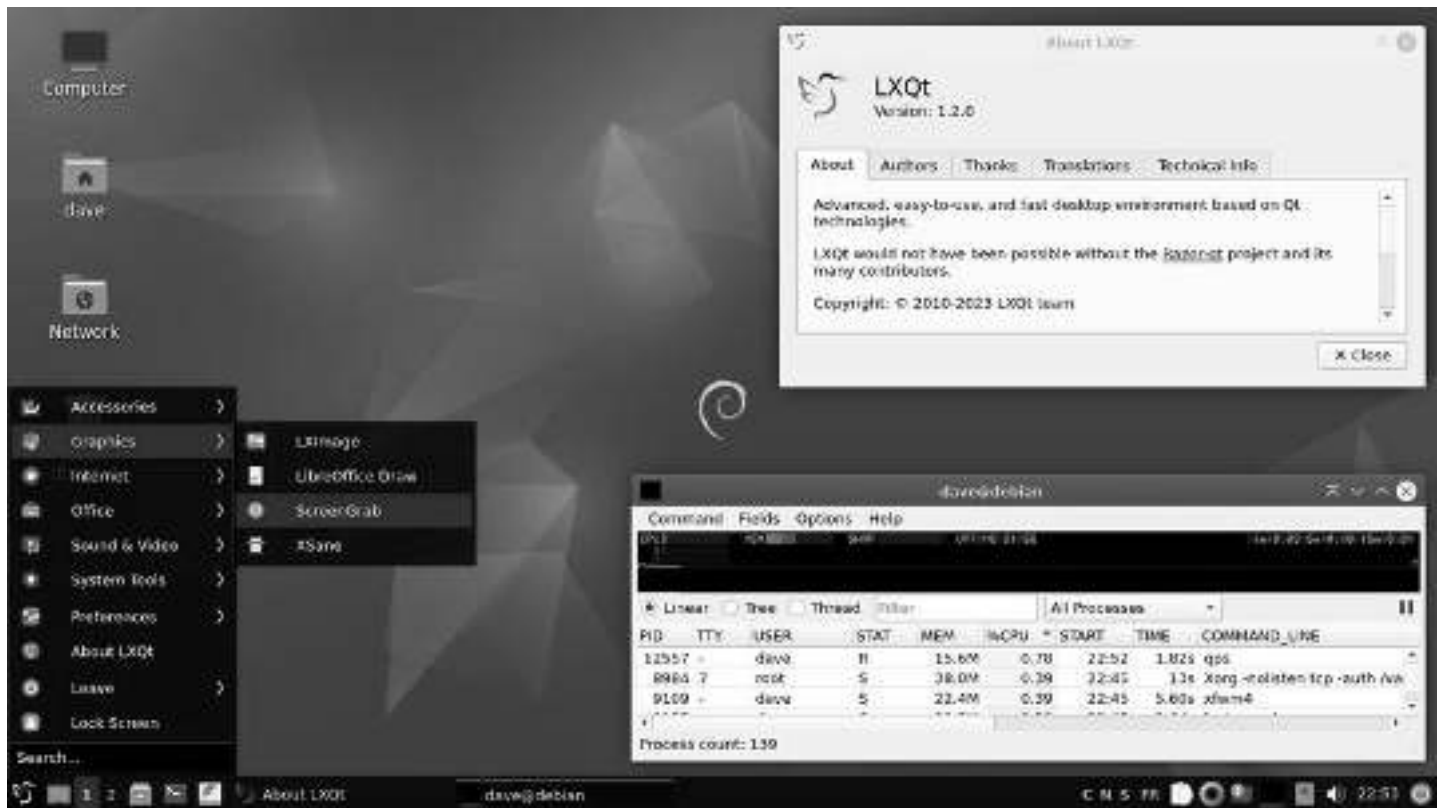 Computer
dave
Network
Accessories
Graphics
Internet
Office
Sound & Video
System Tools
Preferences
About LXQt
Leave
Lock Screen
Search...
LXImage
LibreOffice Draw
ScreenGrab
XSane
About LXQt
LXQt
Version: 1.2.0
About Authors Thanks Translations Technical Info
Advanced, easy-to-use, and fast desktop environment based on Qt
technologies.
LXQt would not have been possible without the Razor-qt project and its
many contributors.
Copyright: © 2010-2023 LXQt team
Close
dave@debian
Command Fields Options Help
Linear Tree Thread Filter All Processes
PID TTY USER STAT MEM %CPU START TIME COMMAND_LINE
12557 - dave R 15.6M 0.78 22:52 1.82s qps
8984 7 root S 38.0M 0.39 22:45 13s Xorg -nolisten tcp -auth /va
9109 - dave S 22.4M 0.39 22:45 5.60s xfwm4
Process count: 139
1 2 About LXQt dave@debian C N S FR 22:53